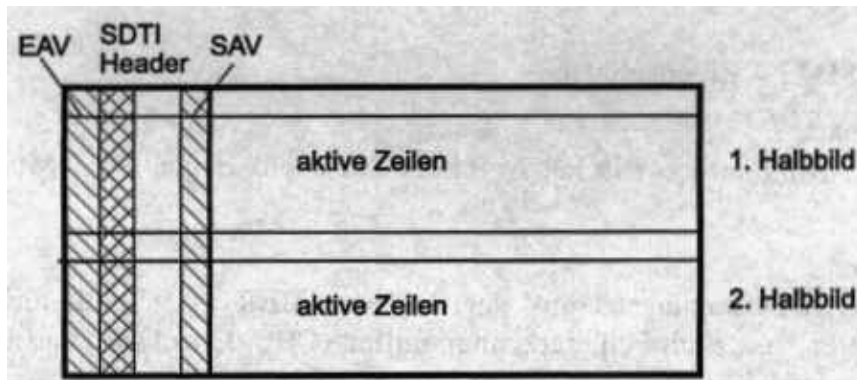 EAV SDTI Header SAV
aktive Zeilen 1. Halbbild
aktive Zeilen 2. Halbbild